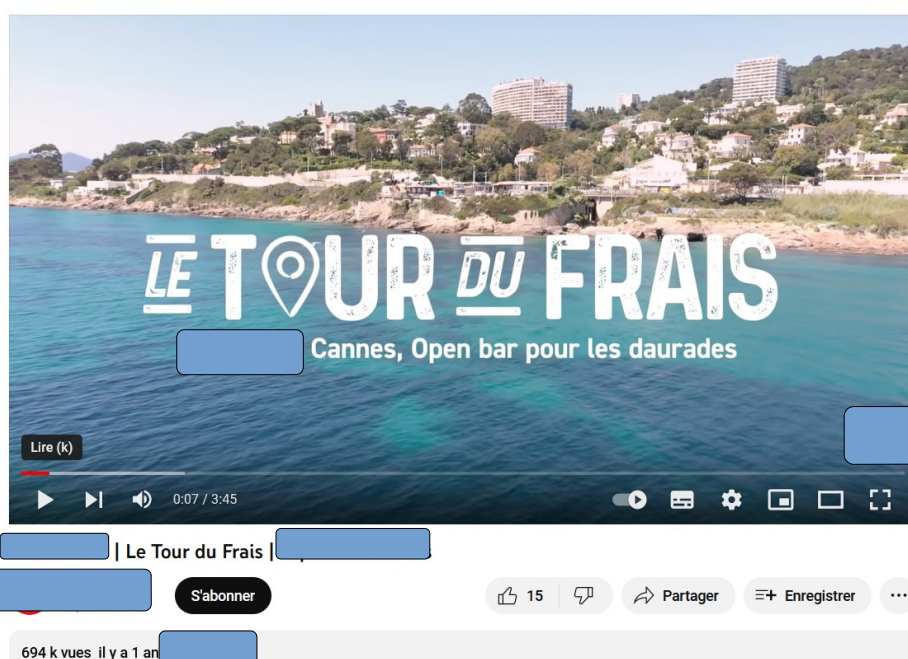 LE TOUR DU FRAIS
Cannes, Open bar pour les daurades
Lire (k)
0:07 / 3:45
| Le Tour du Frais |
S'abonner
15
Partager
Enregistrer
694 k vues il y a 1 an